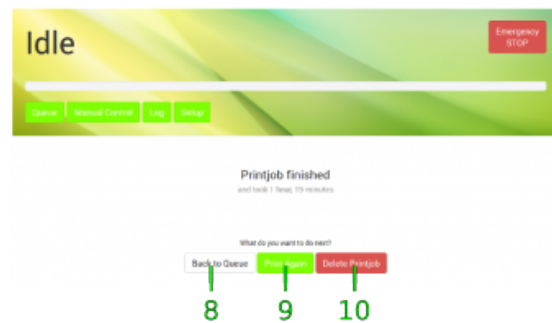 Idle
Emergency
STOP
Queue Manual Control Log Setup
Printjob finished
and took 1 hour, 15 minutes
What do you want to do next?
Back to Queue Print Again Delete Printjob
8 9 10